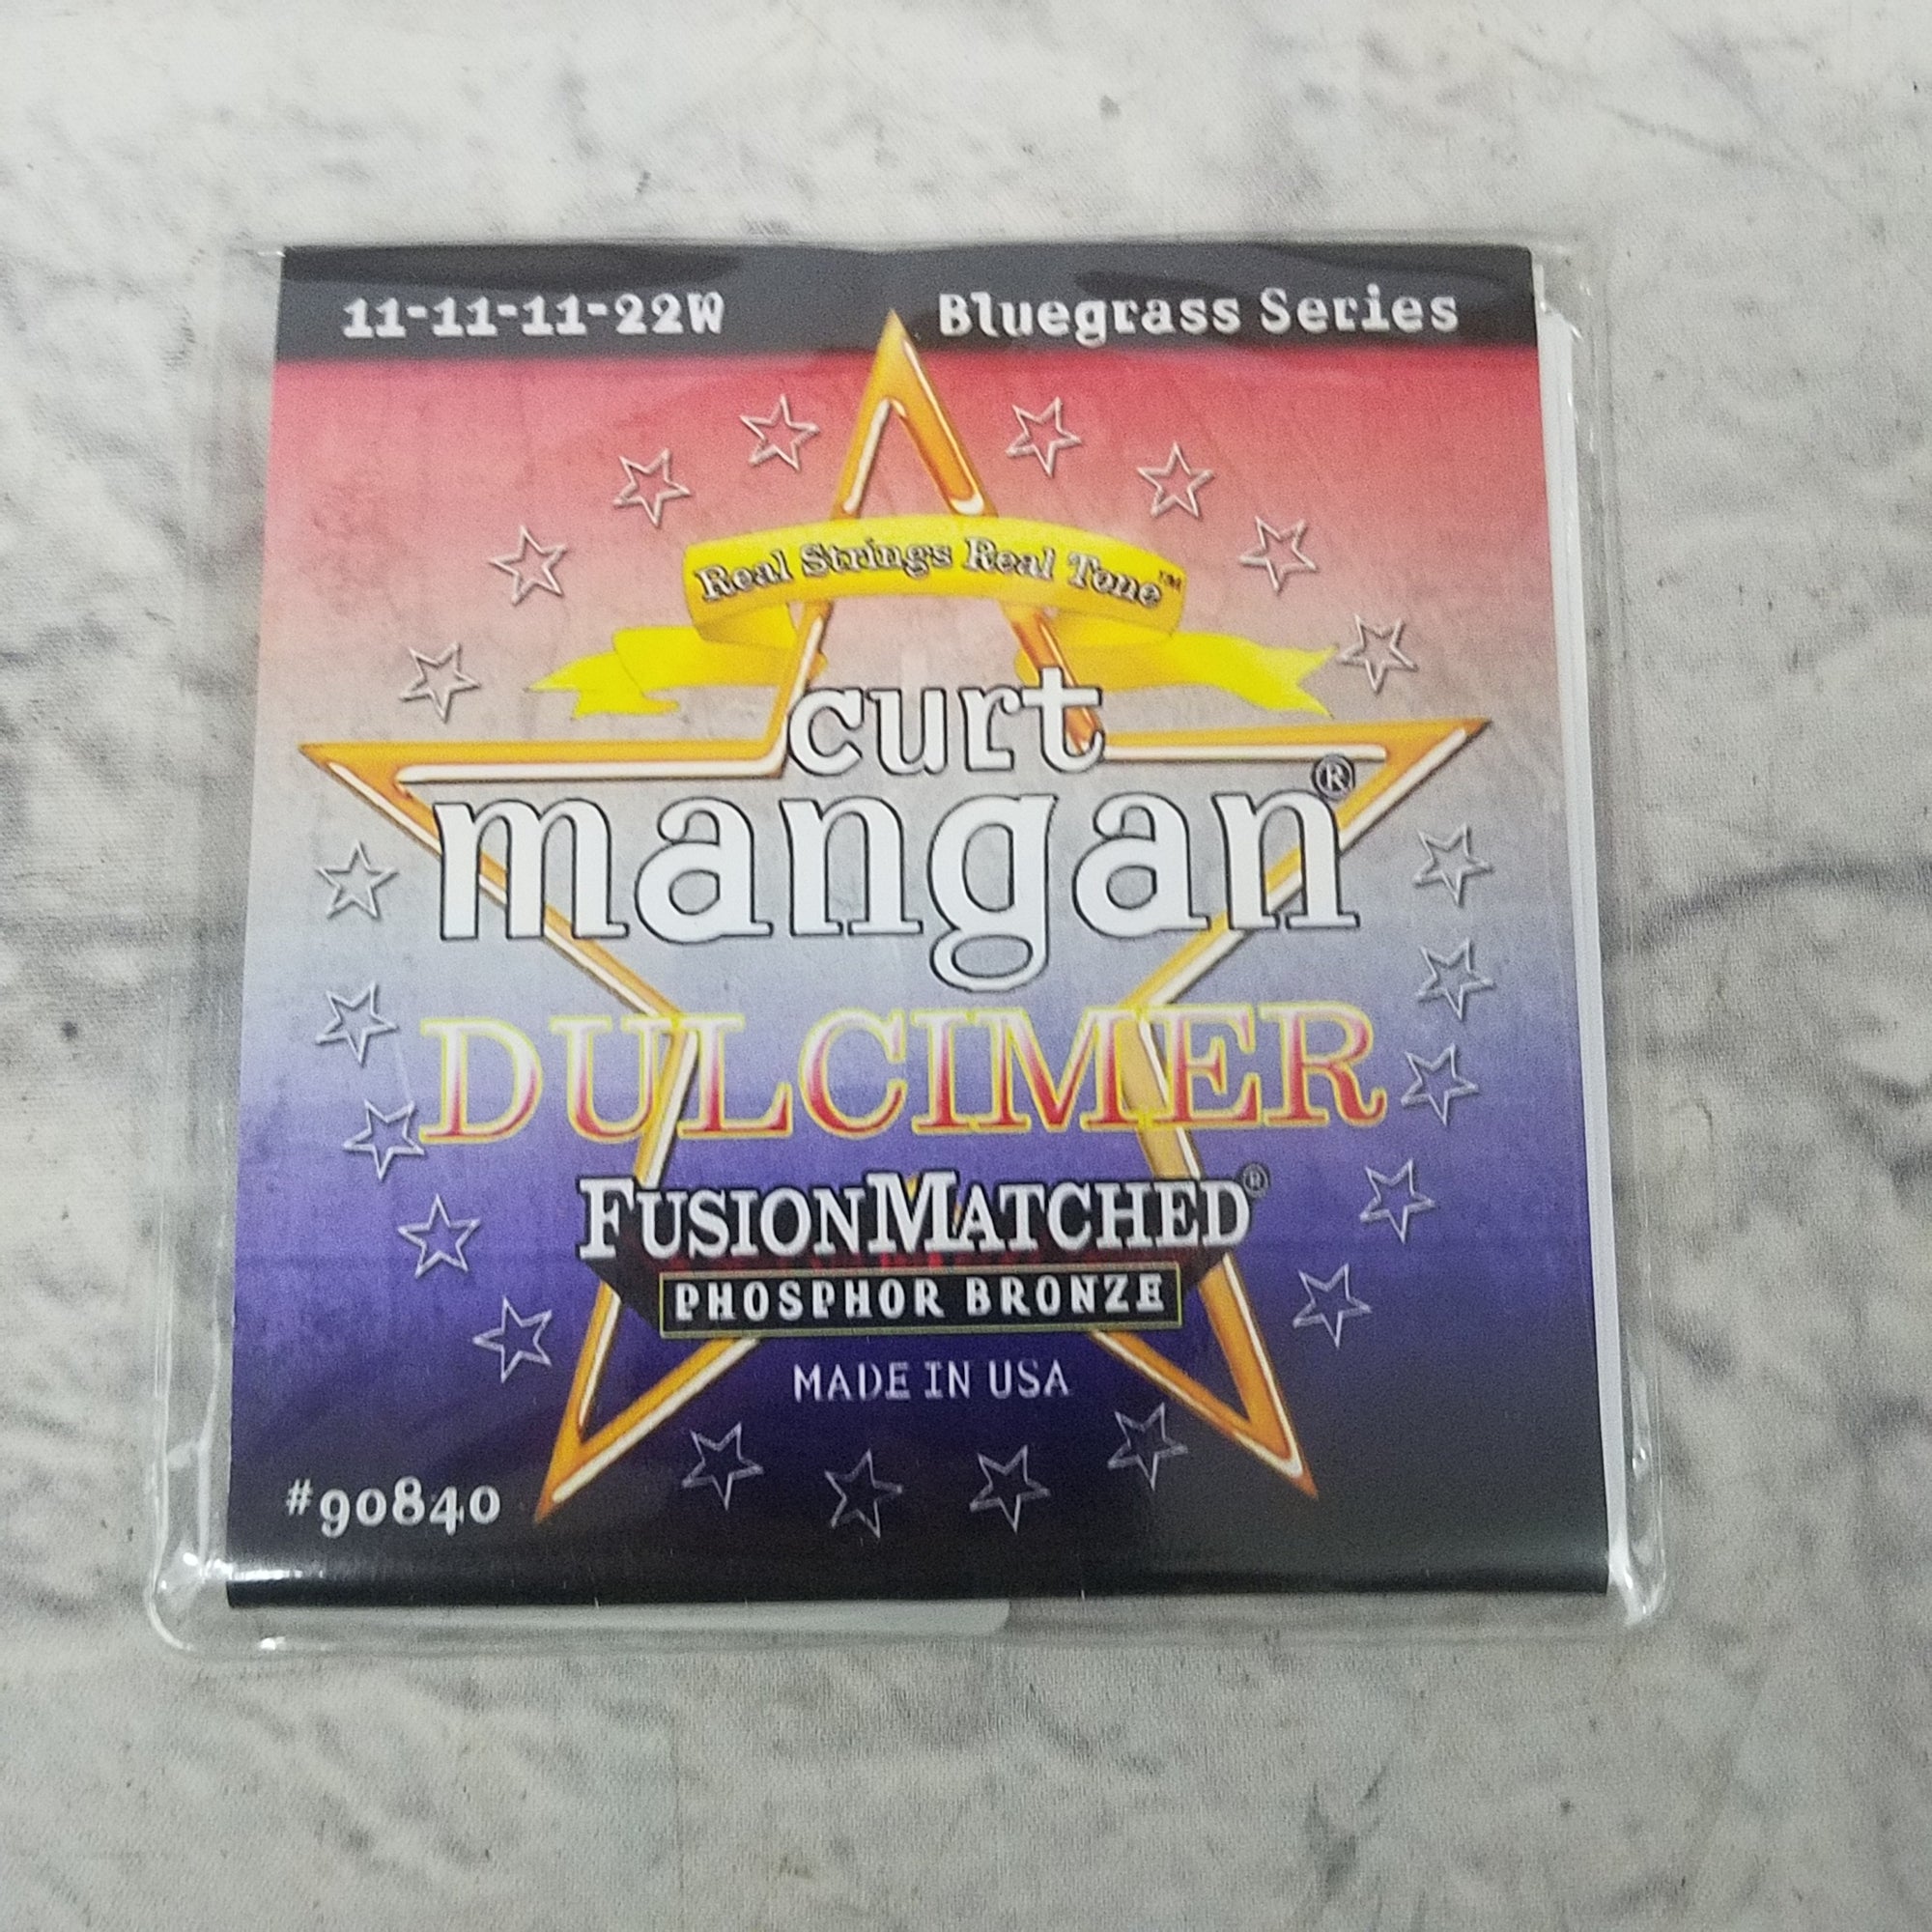 11-11-11-22W
Bluegrass Series
Real Strings Real Tone™
curt
mangan®
DULCIMER
FUSIONMATCHED®
PHOSPHOR BRONZE
MADE IN USA
#90840